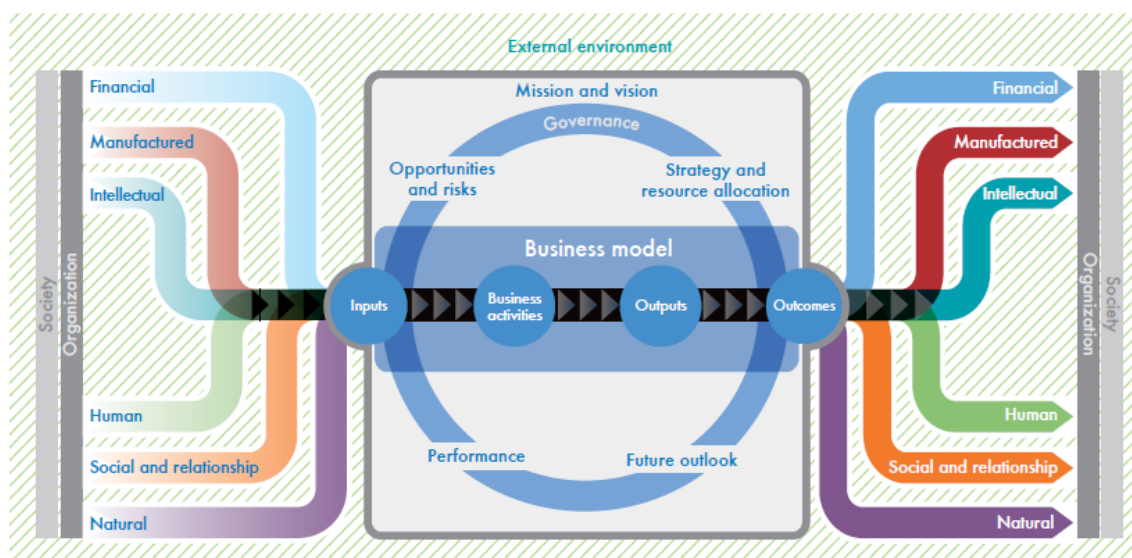 External environment
Society
Organization
Financial
Manufactured
Intellectual
Human
Social and relationship
Natural
Mission and vision
Governance
Opportunities
and risks
Strategy and
resource allocation
Business model
Inputs
Business
activities
Outputs
Outcomes
Performance
Future outlook
Financial
Manufactured
Intellectual
Human
Social and relationship
Natural
Organization
Society